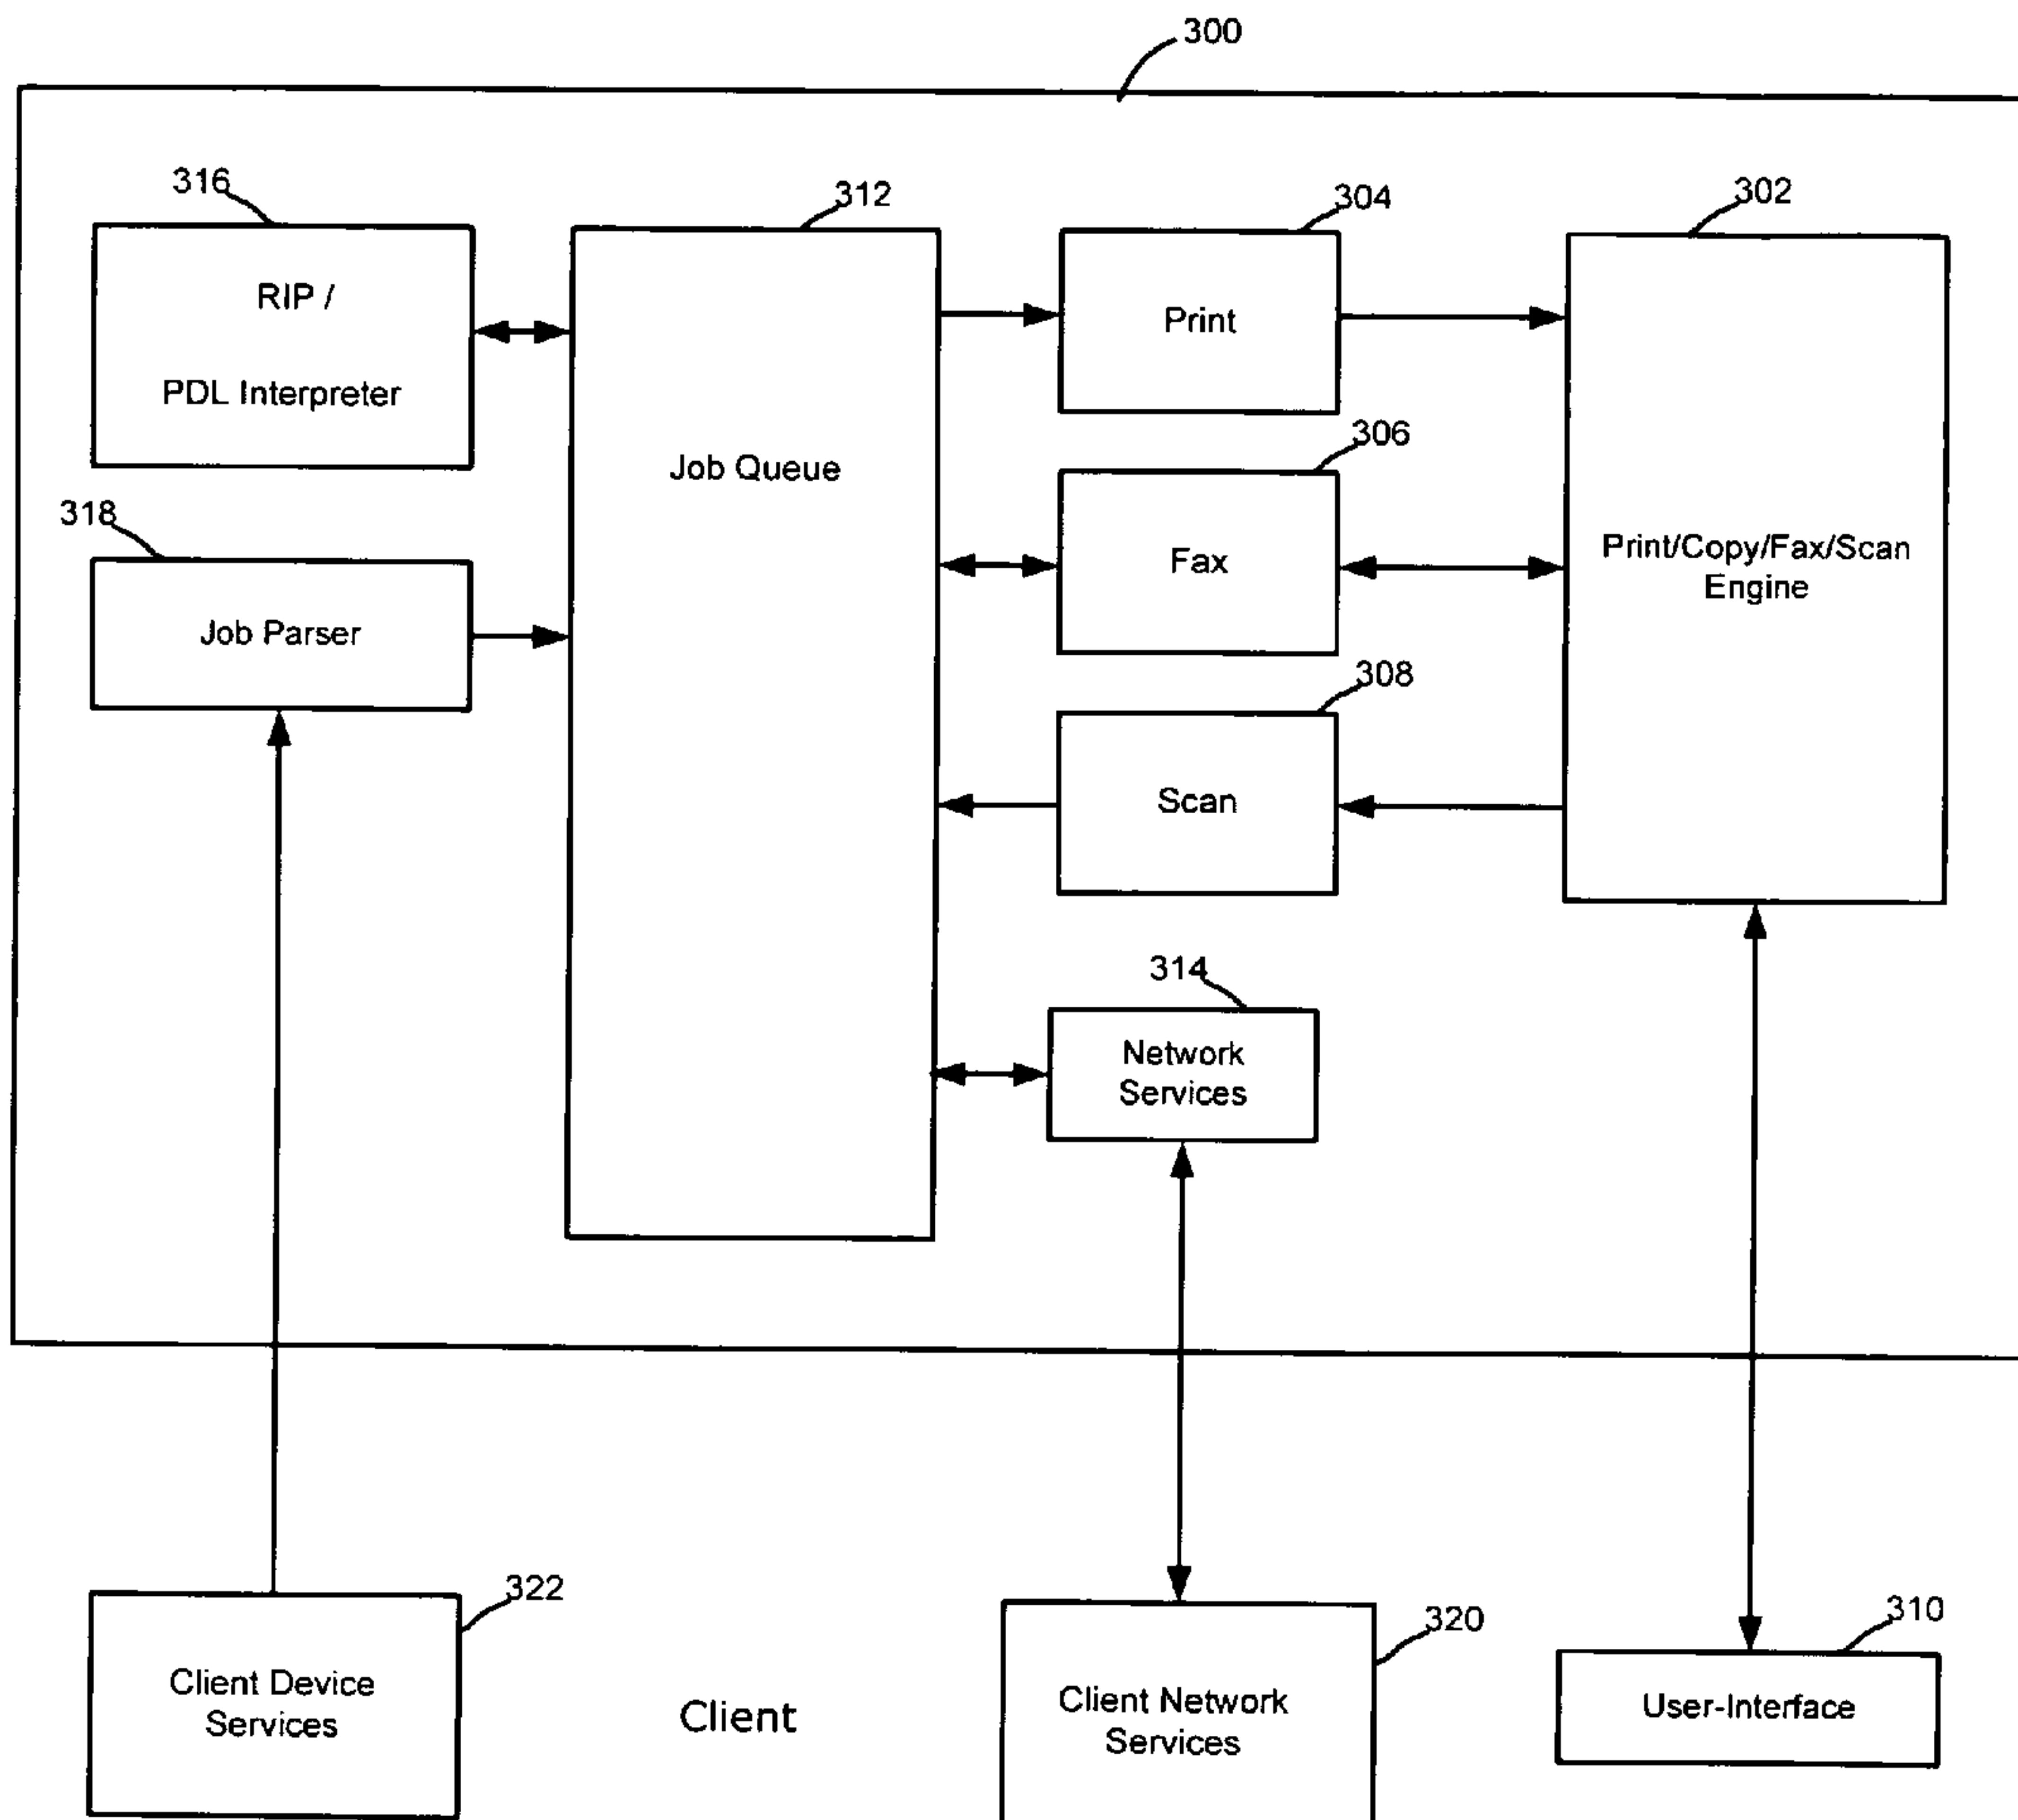 300
316
312
304
302
RIP /
PDL Interpreter
Print
306
Job Queue
318
Fax
Print/Copy/Fax/Scan
Engine
Job Parser
308
Scan
314
Network
Services
322
320
310
Client Device
Services
Client
Client Network
Services
User-Interface